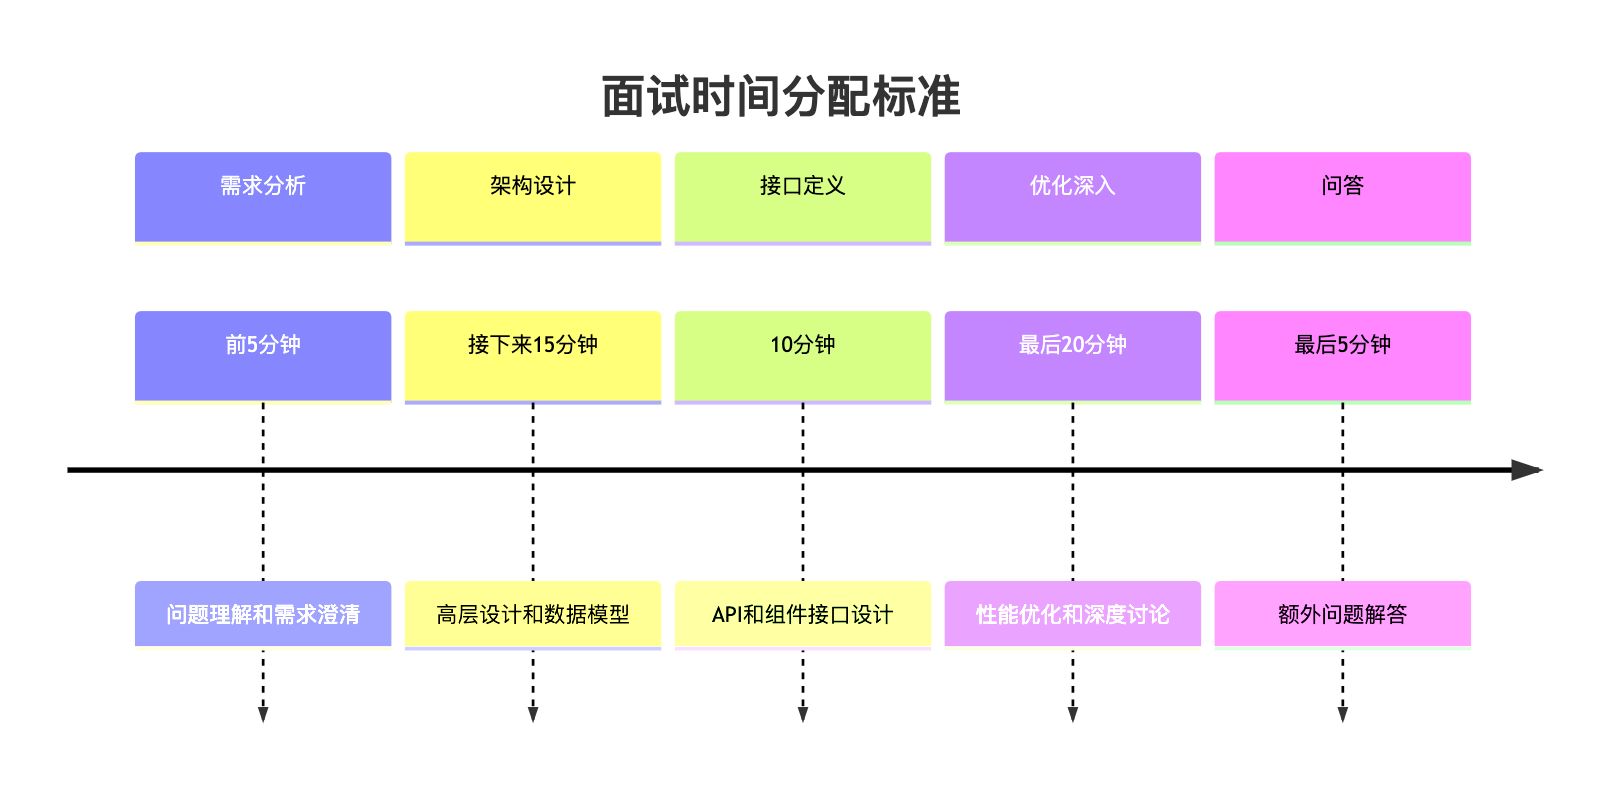 面试时间分配标准
需求分析
架构设计
接口定义
优化深入
问答
前5分钟
接下来15分钟
10分钟
最后20分钟
最后5分钟
问题理解和需求澄清
高层设计和数据模型
API和组件接口设计
性能优化和深度讨论
额外问题解答